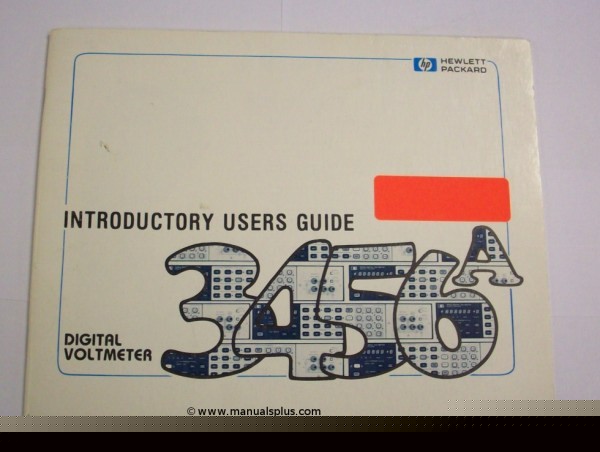 hp HEWLETT
PACKARD
INTRODUCTORY USERS GUIDE
3456A
DIGITAL
VOLTMETER
© www.manualsplus.com